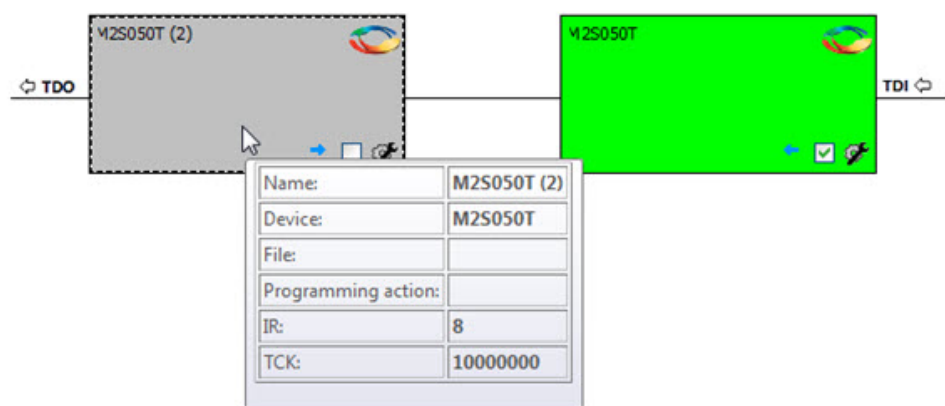 M2S050T (2)
M2S050T
TDO
TDI
Name: M2S050T (2)
Device: M2S050T
File:
Programming action:
IR: 8
TCK: 10000000